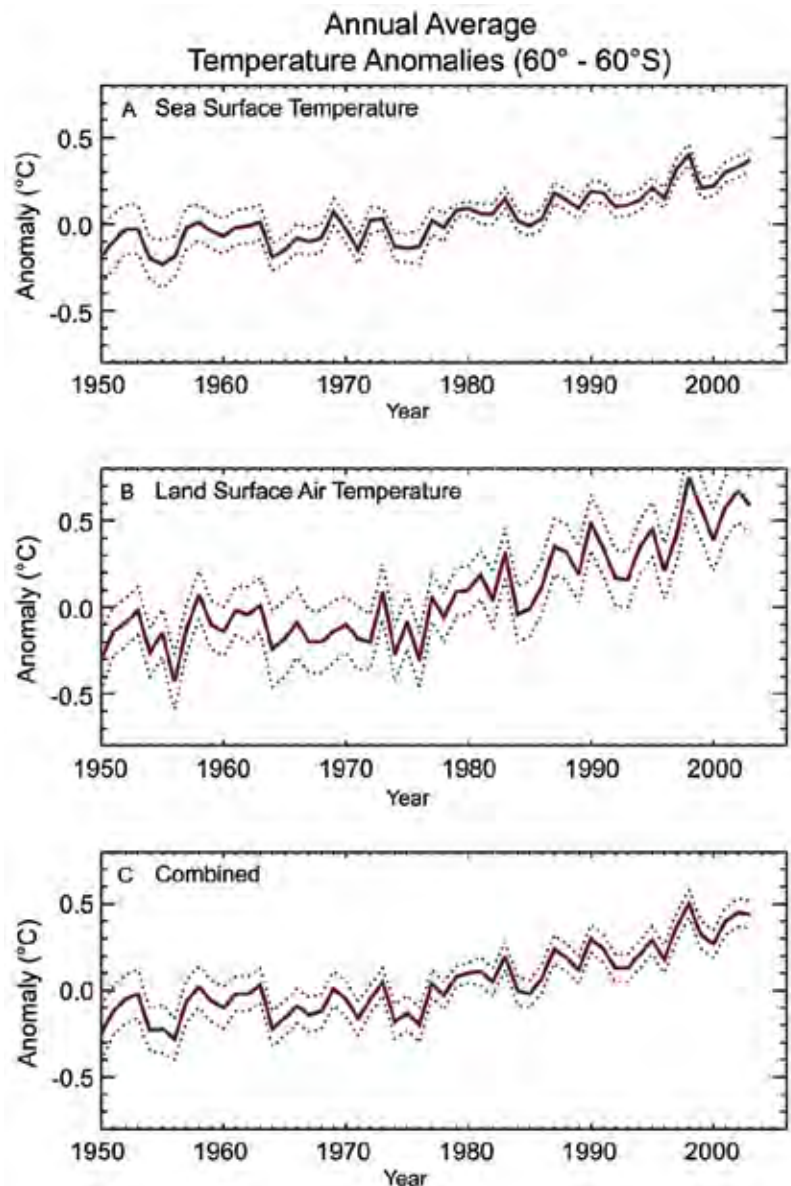 Annual Average
Temperature Anomalies (60° - 60°S)
A Sea Surface Temperature
0.5
0.0
-0.5
Anomaly (°C)
1950 1960 1970 1980 1990 2000
Year
B Land Surface Air Temperature
0.5
0.0
-0.5
Anomaly (°C)
1950 1960 1970 1980 1990 2000
Year
C Combined
0.5
0.0
-0.5
Anomaly (°C)
1950 1960 1970 1980 1990 2000
Year